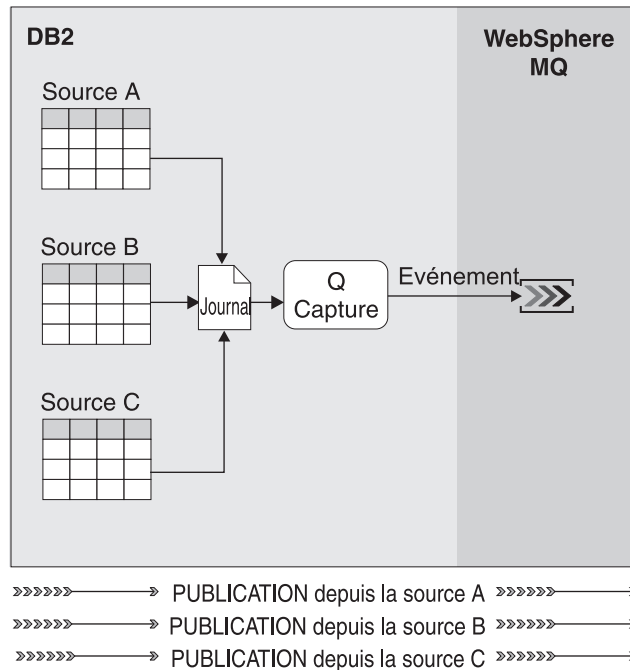 DB2
WebSphere
MQ
Source A
Source B
Journal
Q
Capture
Evénement
Source C
PUBLICATION depuis la source A
PUBLICATION depuis la source B
PUBLICATION depuis la source C